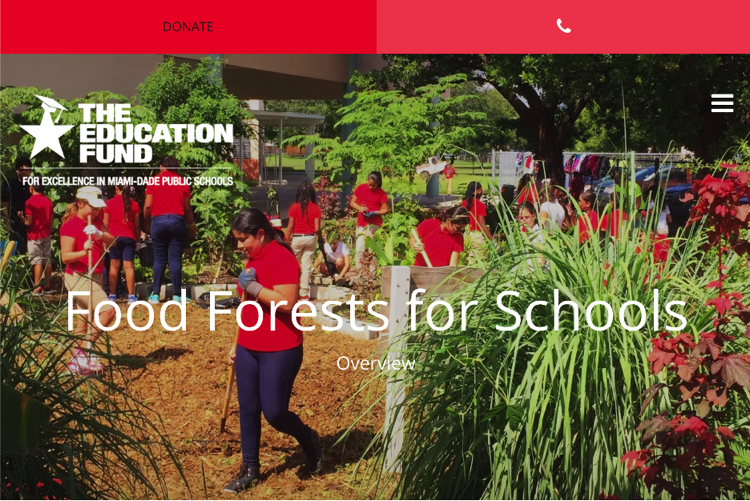 DONATE
THE
EDUCATION
FUND
FOR EXCELLENCE IN MIAMI-DADE PUBLIC SCHOOLS
Food Forests for Schools
Overview